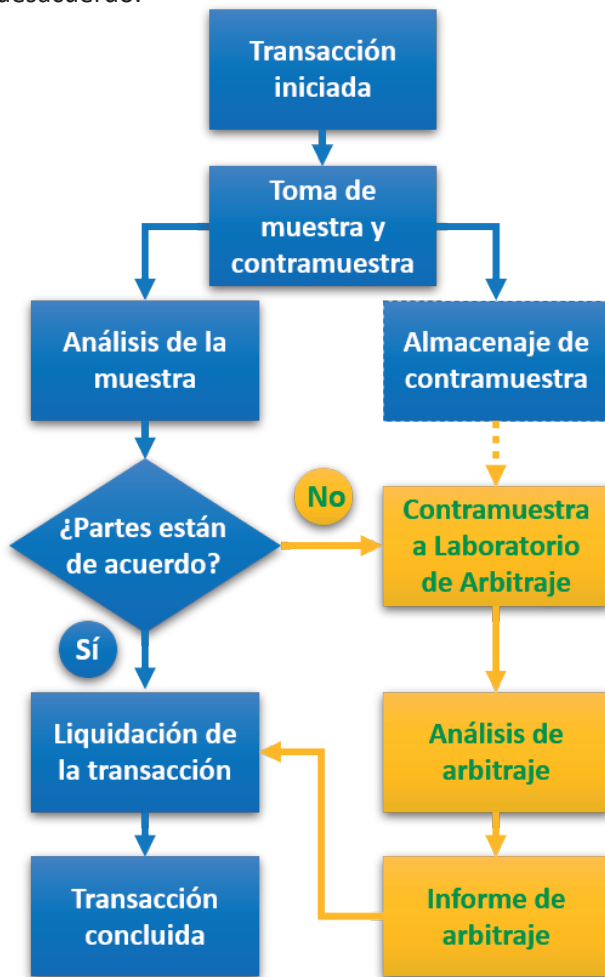 desacuerdo.
Transacción
iniciada
Toma de
muestra y
contramuestra
Análisis de la
muestra
Almacenaje de
contramuestra
¿Partes están
de acuerdo?
No
Contramuestra
a Laboratorio
de Arbitraje
Sí
Liquidación de
la transacción
Análisis de
arbitraje
Transacción
concluida
Informe de
arbitraje